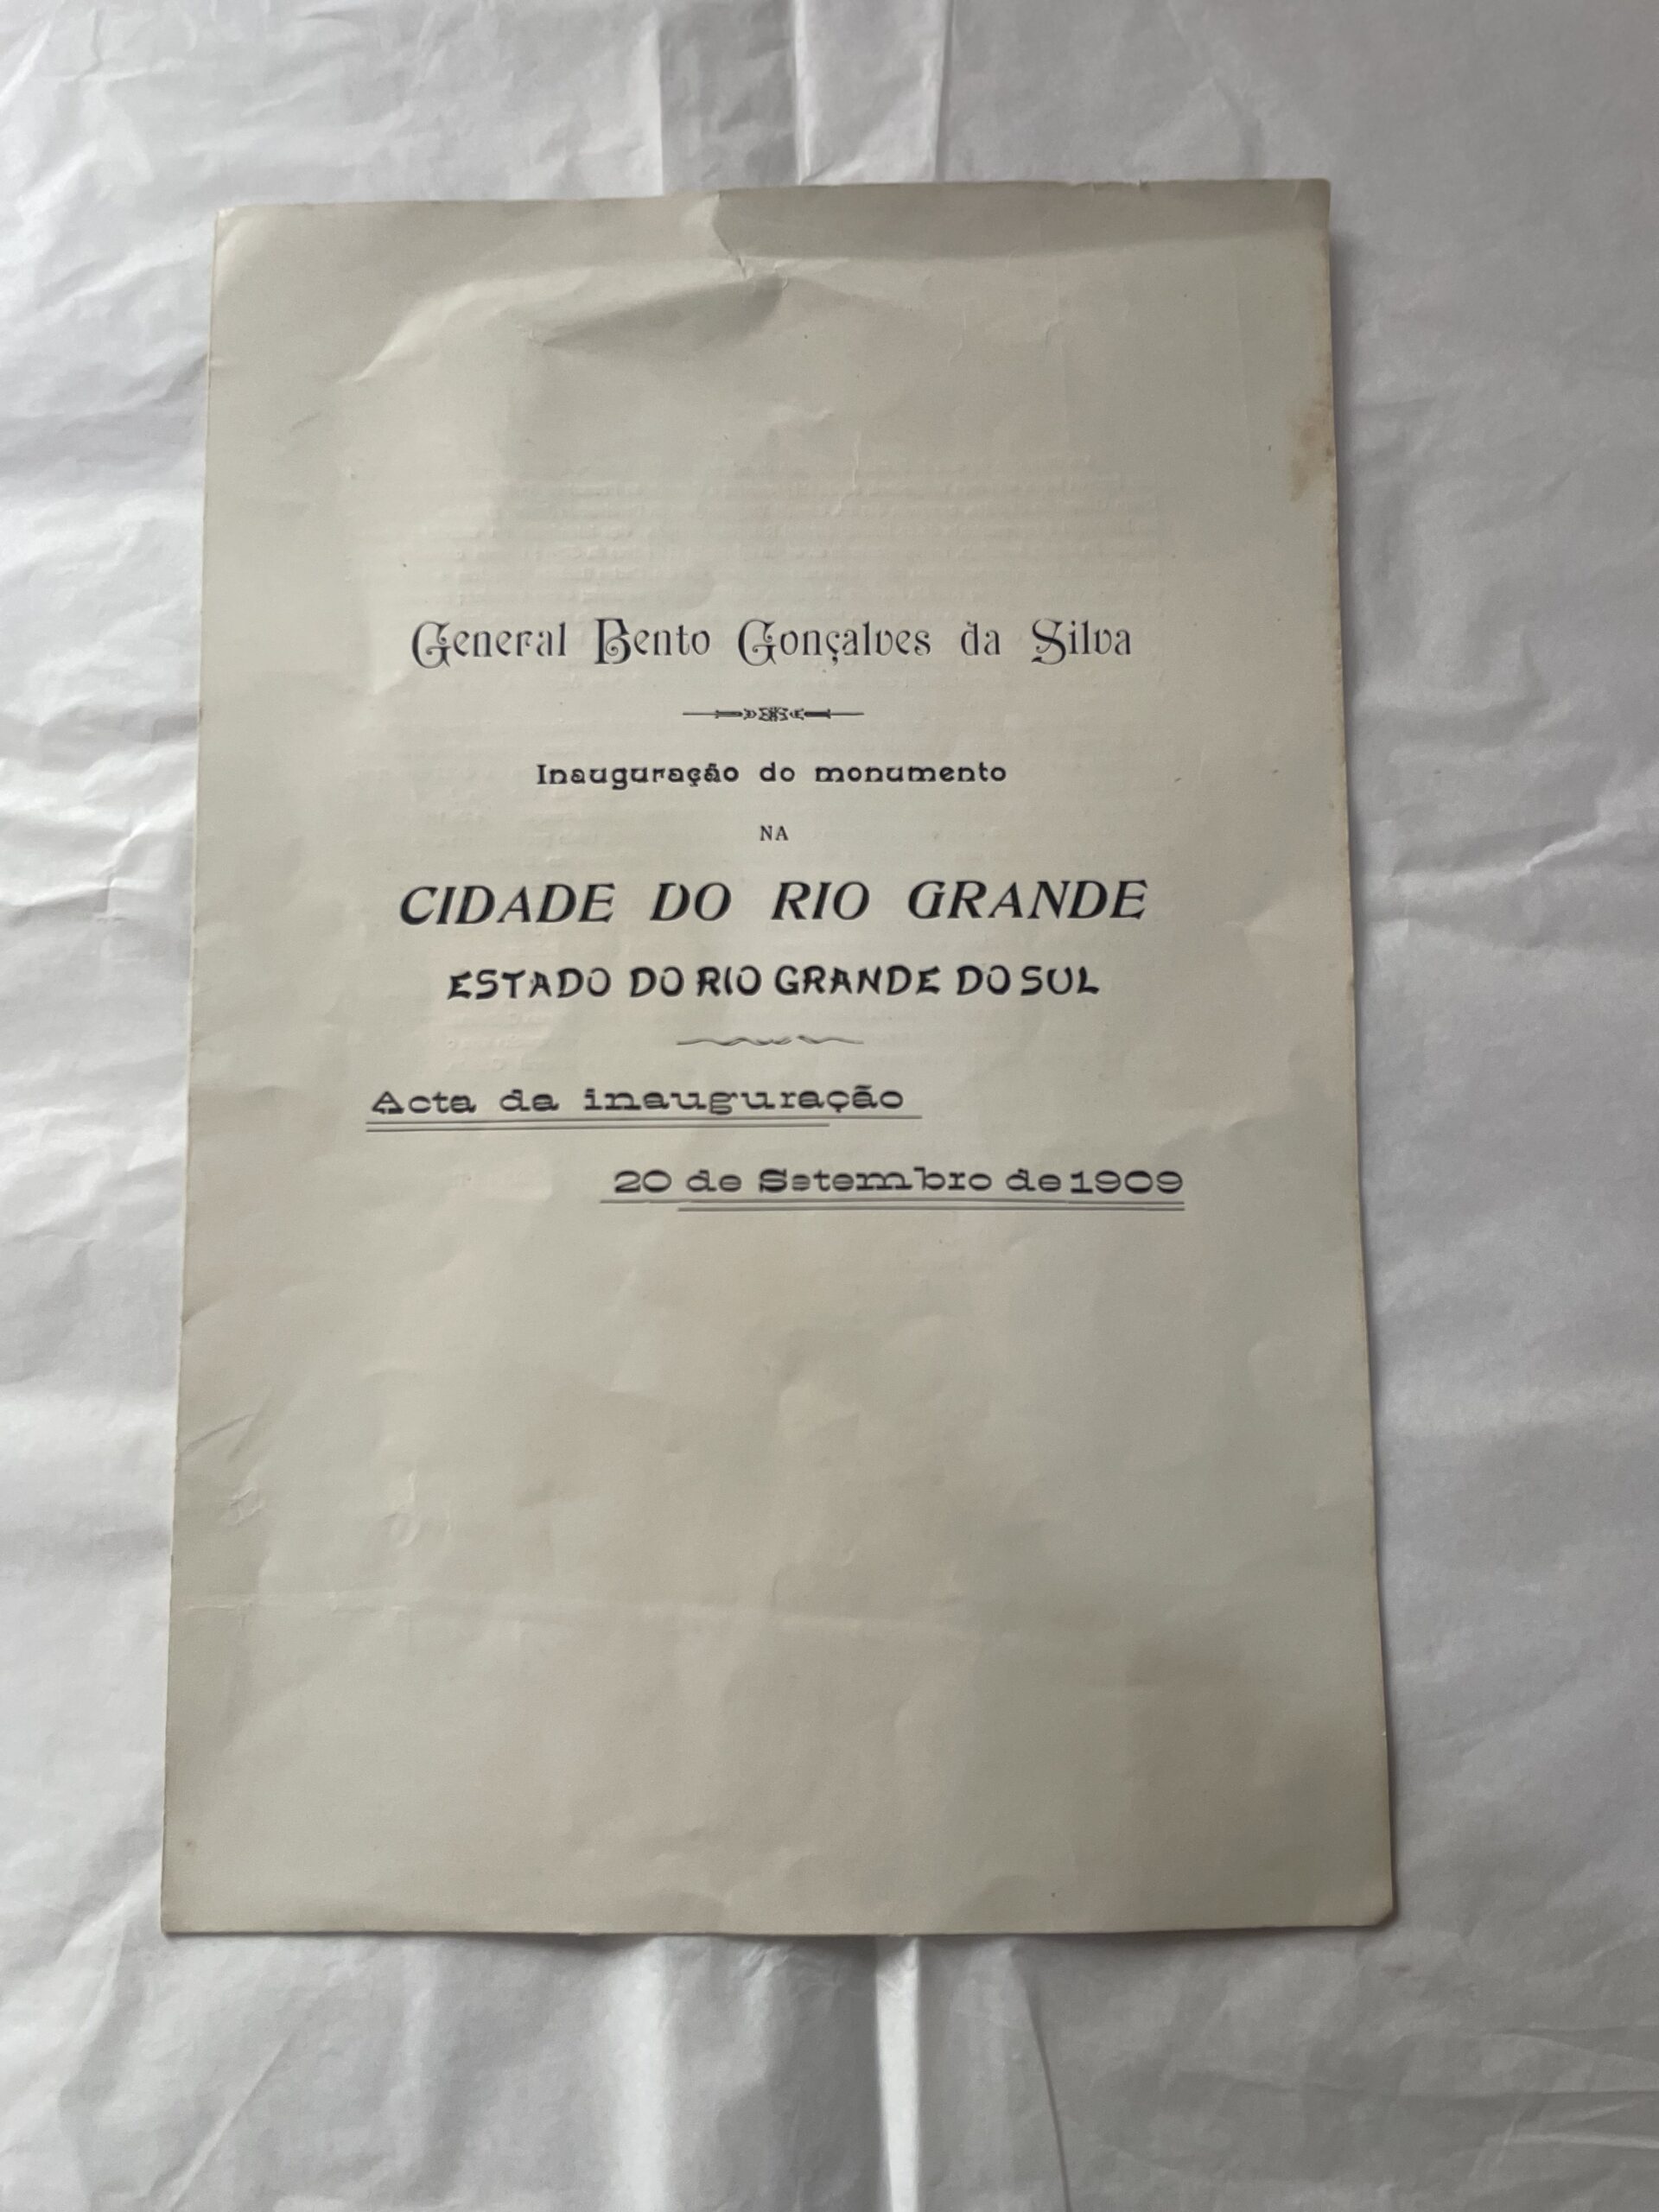 General Bento Gonçalves da Silva
Inauguração do monumento
NA
CIDADE DO RIO GRANDE
ESTADO DO RIO GRANDE DO SUL
Acta da inauguração
20 de Setembro de 1909